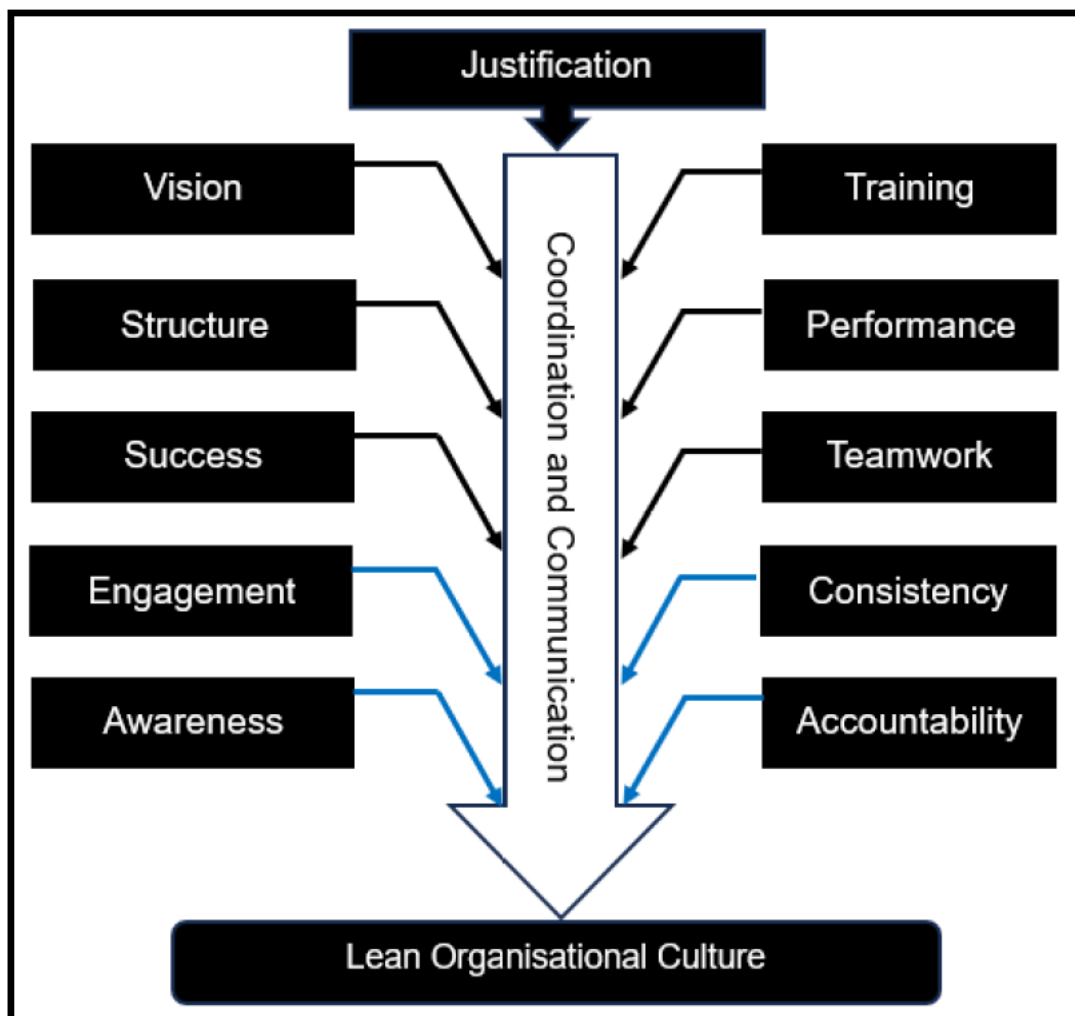 Justification
Vision
Training
Structure
Performance
Success
Teamwork
Engagement
Consistency
Awareness
Accountability
Coordination and Communication
Lean Organisational Culture